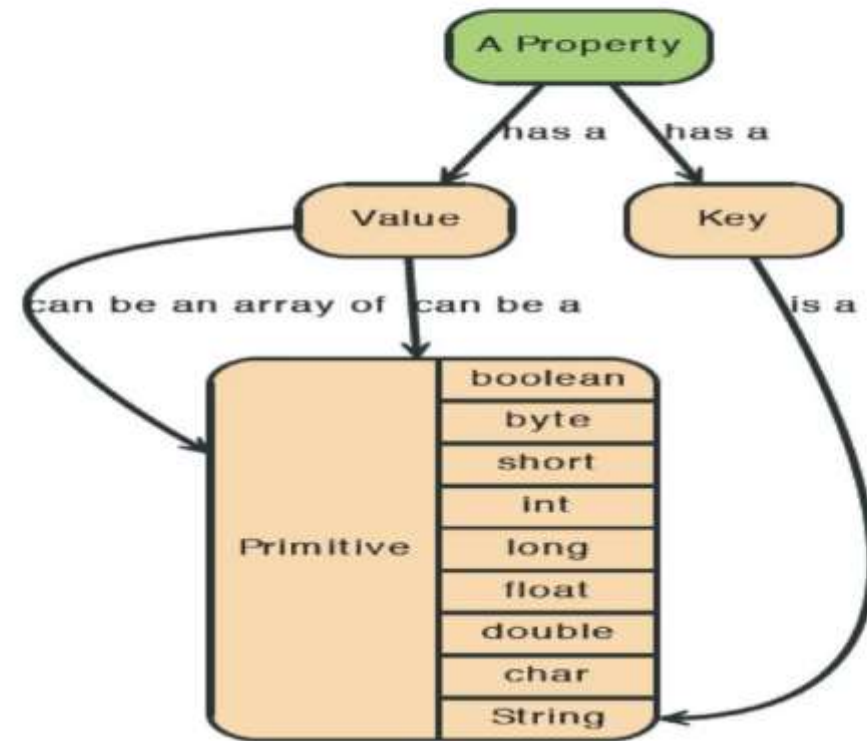 A Property
has a
has a
Value
Key
can be an array of
can be a
is a
Primitive
boolean
byte
short
int
long
float
double
char
String